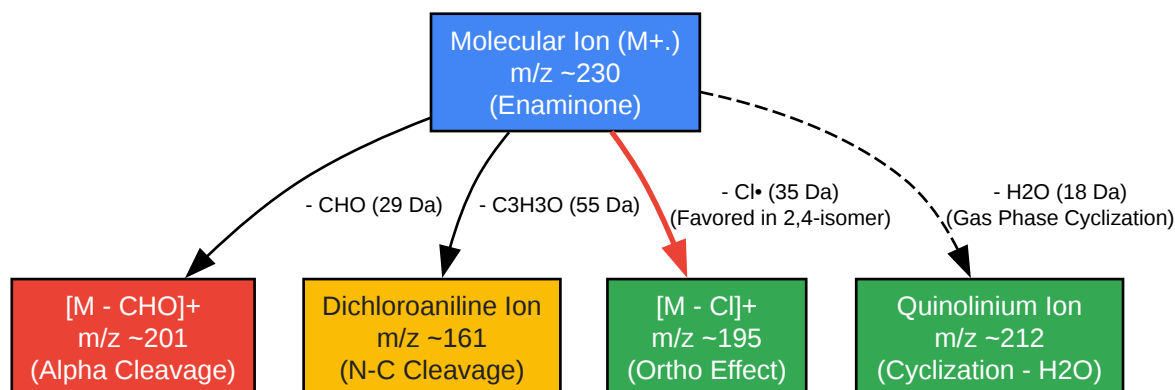 Molecular Ion (M+.)
m/z ~230
(Enaminone)
- CHO (29 Da)
- C3H3O (55 Da)
- Cl• (35 Da)
(Favored in 2,4-isomer)
- H2O (18 Da)
(Gas Phase Cyclization)
[M - CHO]+
m/z ~201
(Alpha Cleavage)
Dichloroaniline Ion
m/z ~161
(N-C Cleavage)
[M - Cl]+
m/z ~195
(Ortho Effect)
Quinolinium Ion
m/z ~212
(Cyclization - H2O)